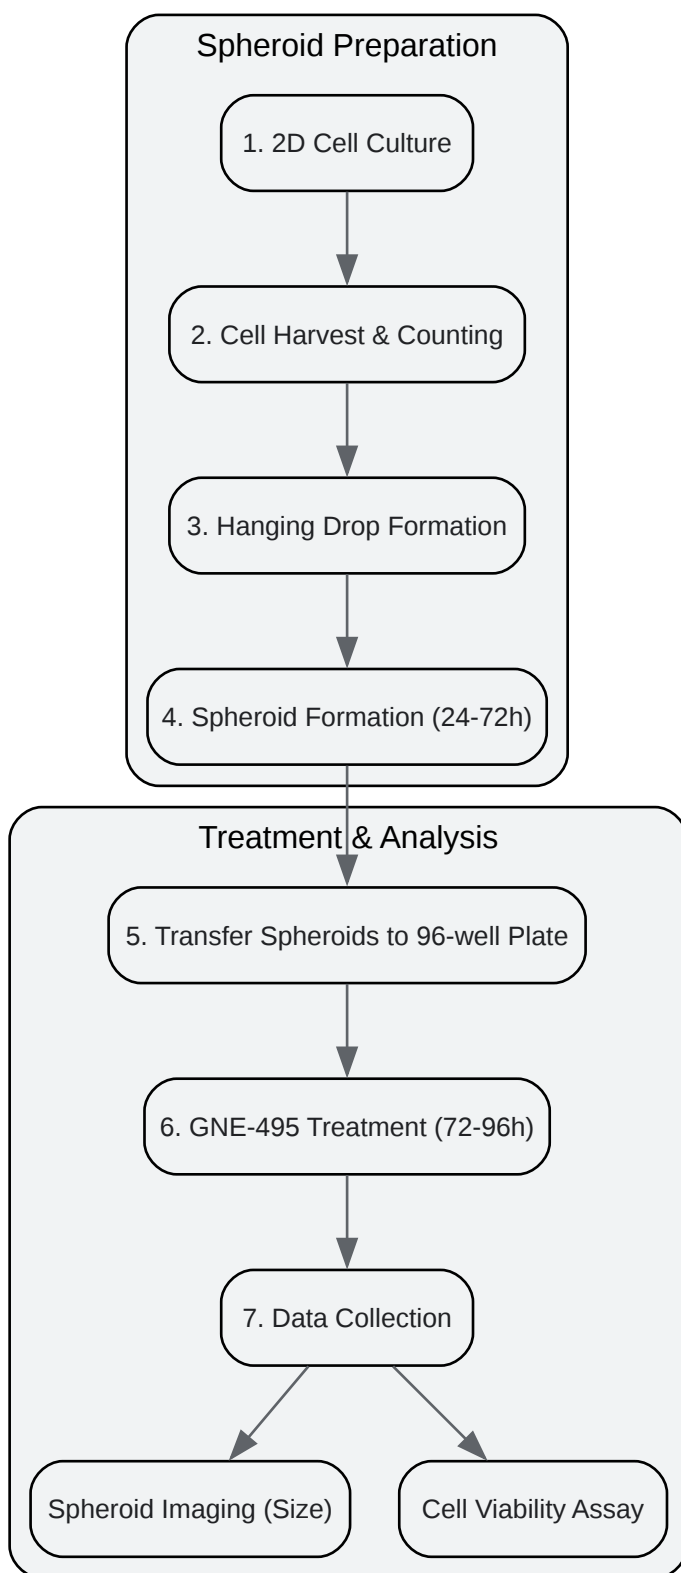 Spheroid Preparation
1. 2D Cell Culture
2. Cell Harvest & Counting
3. Hanging Drop Formation
4. Spheroid Formation (24-72h)
Treatment & Analysis
5. Transfer Spheroids to 96-well Plate
6. GNE-495 Treatment (72-96h)
7. Data Collection
Spheroid Imaging (Size)
Cell Viability Assay